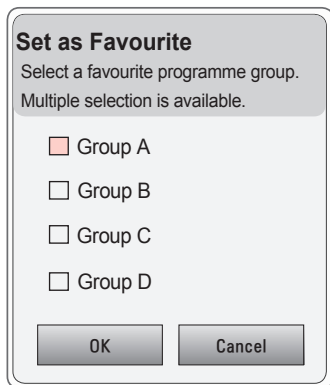 Set as Favourite
Select a favourite programme group.
Multiple selection is available.
Group A
Group B
Group C
Group D
OK Cancel